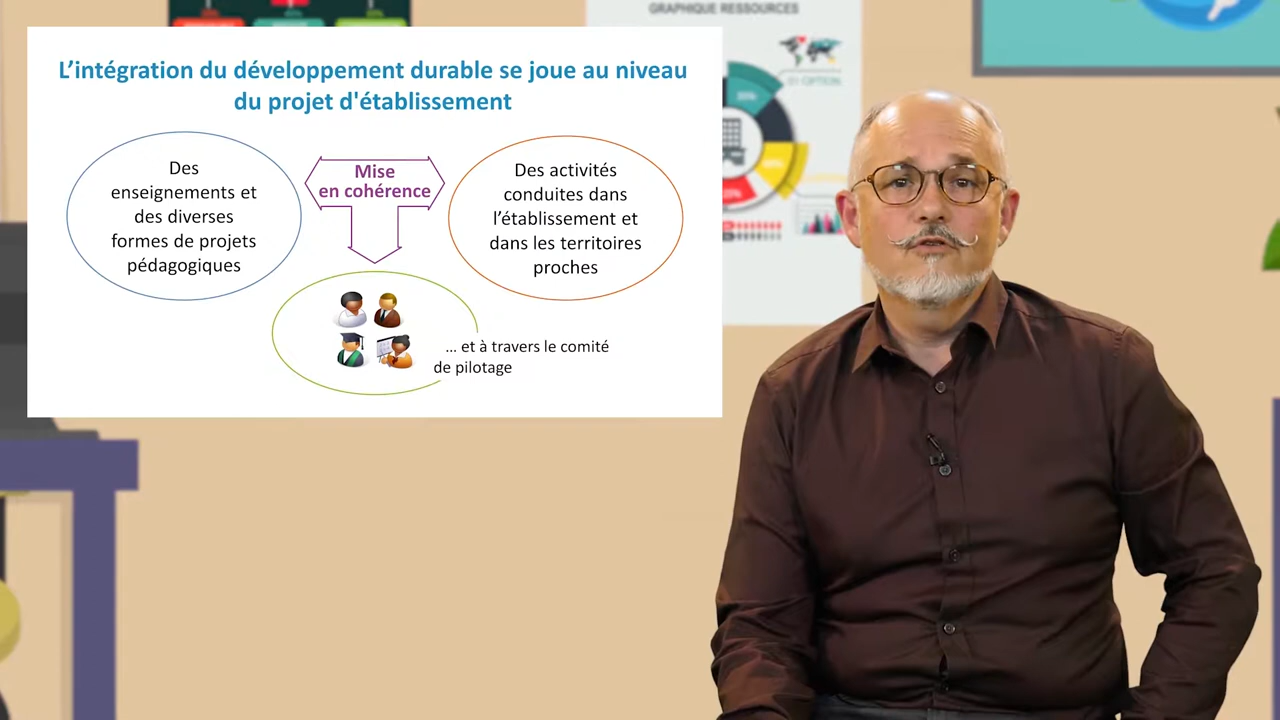 GRAPHIQUE RESSOURCES
L’intégration du développement durable se joue au niveau
du projet d'établissement
Des
enseignements et
des diverses
formes de projets
pédagogiques
Mise
en cohérence
Des activités
conduites dans
l’établissement et
dans les territoires
proches
… et à travers le comité
de pilotage